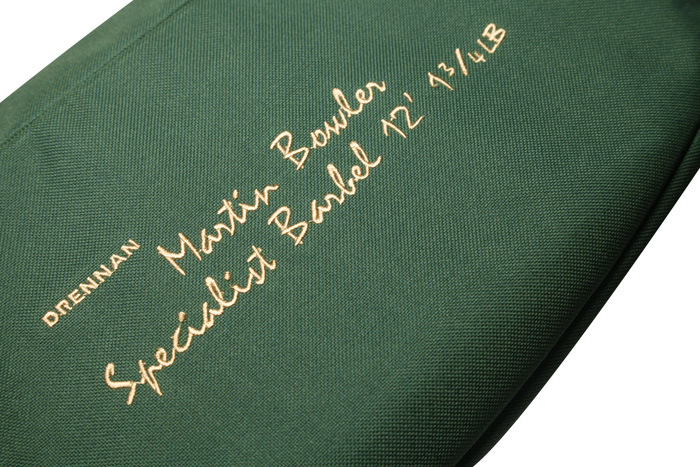 DRENNAN
Martin Bowler
Specialist Barbel 12' 1 3/4LB